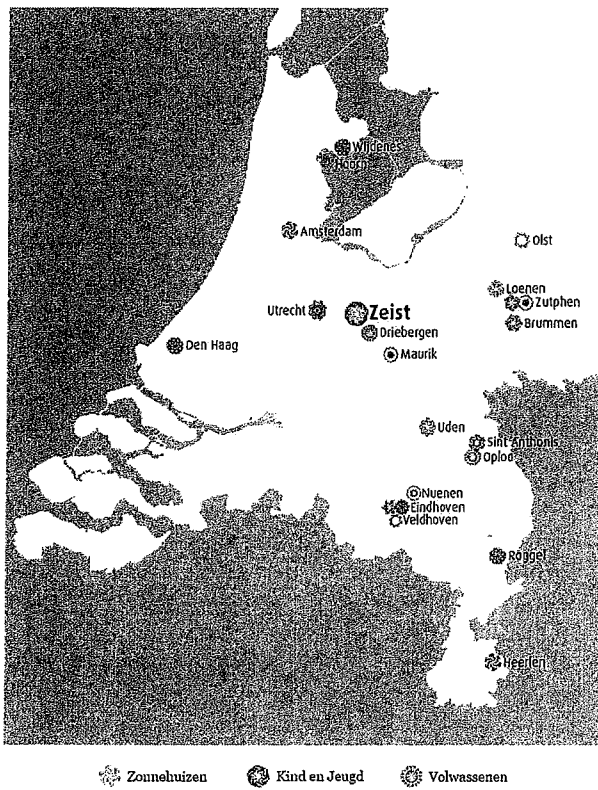 Wijdenes
Hoorn
Amsterdam
Olst
Loenen
Zutphen
Utrecht
Zeist
Brummen
Driebergen
Den Haag
Maurik
Uden
Sint Anthonis
Oploo
Nuenen
Eindhoven
Veldhoven
Roggel
Heerlen
Zonnehuizen Kind en Jeugd Volwassenen